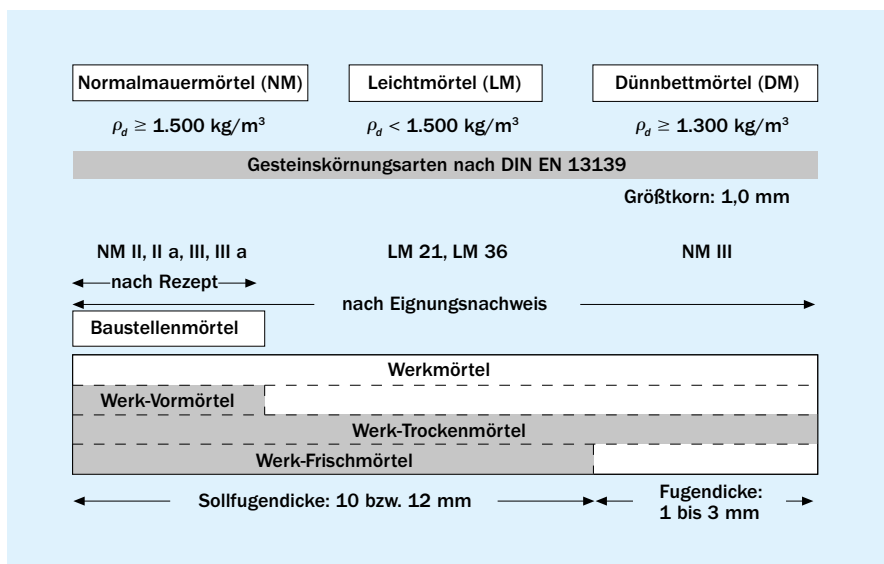 Normalmauermörtel (NM) Leichtmörtel (LM) Dünnbettmörtel (DM)
ρd ≥ 1.500 kg/m³ ρd < 1.500 kg/m³ ρd ≥ 1.300 kg/m³
Gesteinskörnungsarten nach DIN EN 13139
Größtkorn: 1,0 mm
NM II, II a, III, III a LM 21, LM 36 NM III
nach Rezept
nach Eignungsnachweis
Baustellenmörtel
Werkmörtel
Werk-Vormörtel
Werk-Trockenmörtel
Werk-Frischmörtel
Sollfugendicke: 10 bzw. 12 mm
Fugendicke:
1 bis 3 mm